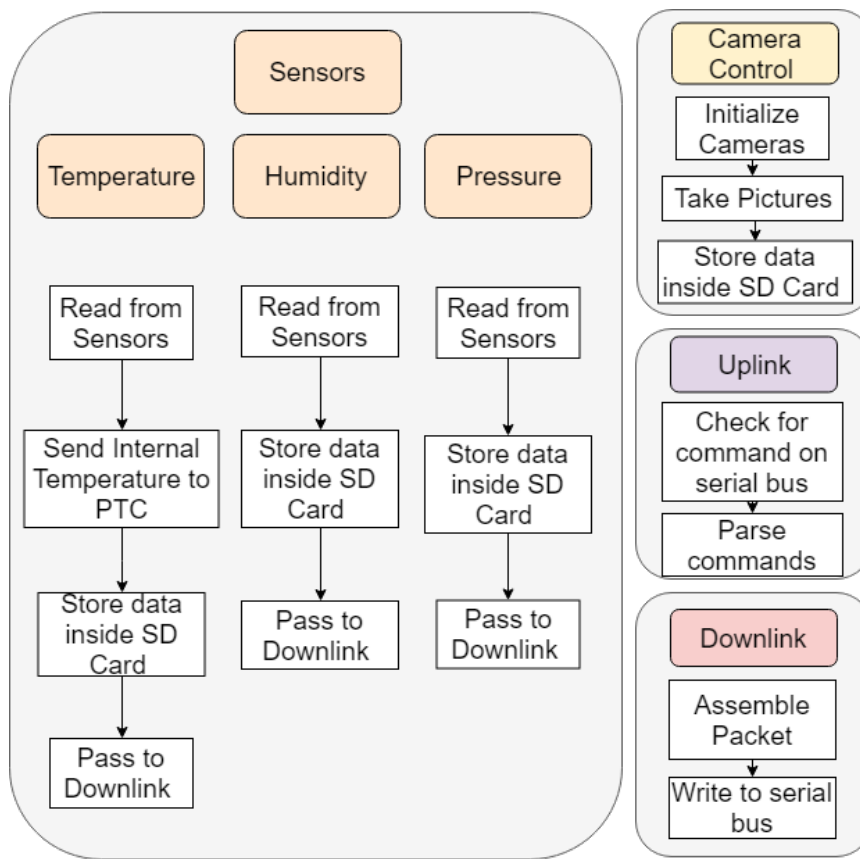 Sensors
Temperature
Read from
Sensors
Send Internal
Temperature to
PTC
Store data
inside SD
Card
Pass to
Downlink
Humidity
Read from
Sensors
Store data
inside SD
Card
Pass to
Downlink
Pressure
Read from
Sensors
Store data
inside SD
Card
Pass to
Downlink
Camera
Control
Initialize
Cameras
Take Pictures
Store data
inside SD Card
Uplink
Check for
command on
serial bus
Parse
commands
Downlink
Assemble
Packet
Write to serial
bus